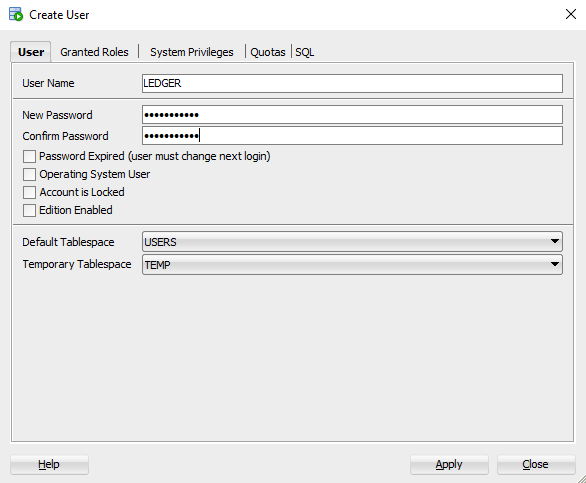 Create User
User Granted Roles System Privileges Quotas SQL
User Name LEDGER
New Password •••••••••••
Confirm Password •••••••••••
Password Expired (user must change next login)
Operating System User
Account is Locked
Edition Enabled
Default Tablespace USERS
Temporary Tablespace TEMP
Help Apply Close